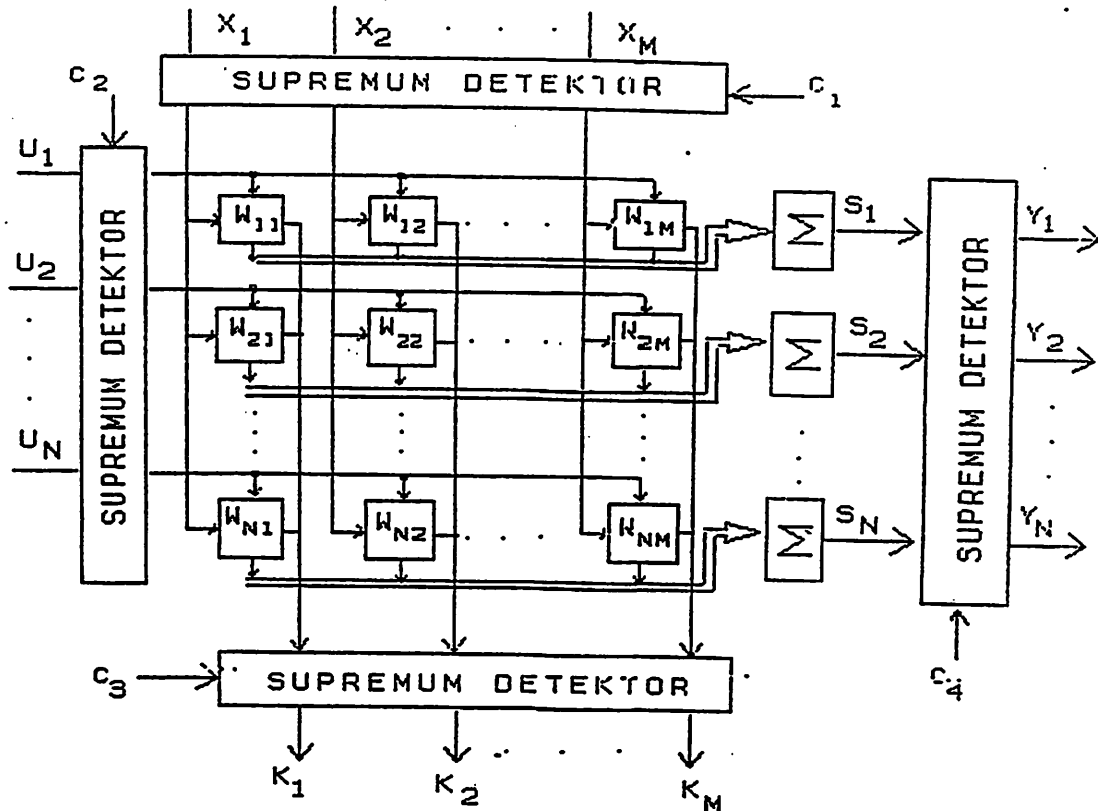 X1 X2 . . . XM
SUPREMUM DETEKTOR
C2
C1
U1
SUPREMUM DETEKTOR
W11 W12 . . . . W1M
Σ
S1
SUPREMUM DETEKTOR
Y1
U2
W21 W22 . . . . W2M
Σ
S2
Y2
UN
WN1 WN2 . . . . WNM
Σ
SN
YN
C3
SUPREMUM DETEKTOR
C4
K1 K2 . . . KM